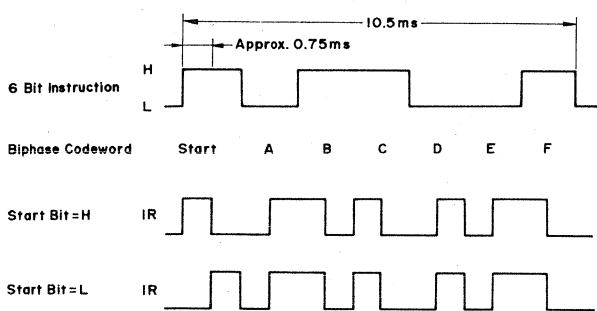 10.5ms
Approx. 0.75ms
6 Bit Instruction H
L
Biphase Codeword Start A B C D E F
Start Bit=H IR
Start Bit=L IR